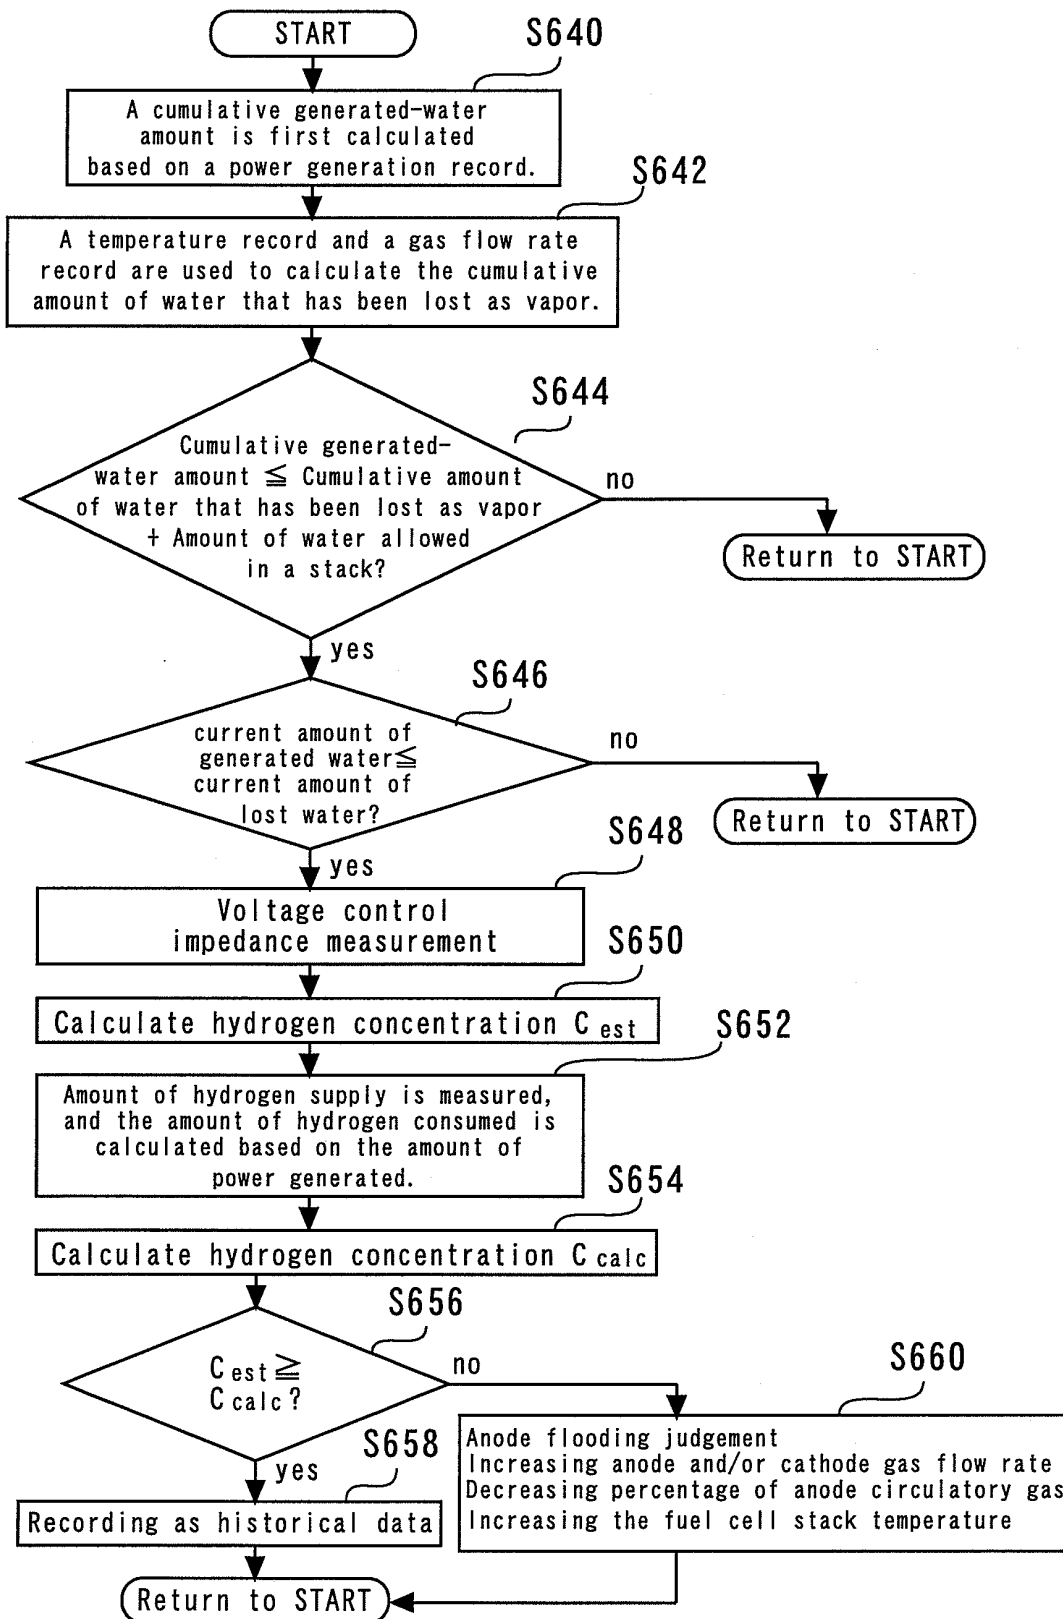 START
S640
A cumulative generated-water
amount is first calculated
based on a power generation record.
S642
A temperature record and a gas flow rate
record are used to calculate the cumulative
amount of water that has been lost as vapor.
S644
Cumulative generated-
water amount ≦ Cumulative amount
of water that has been lost as vapor
+ Amount of water allowed
in a stack?
no
Return to START
yes
S646
current amount of
generated water≦
current amount of
lost water?
no
Return to START
yes
S648
Voltage control
impedance measurement
S650
Calculate hydrogen concentration C est
S652
Amount of hydrogen supply is measured,
and the amount of hydrogen consumed is
calculated based on the amount of
power generated.
S654
Calculate hydrogen concentration C calc
S656
C est ≧
C calc?
no
S660
Anode flooding judgement
Increasing anode and/or cathode gas flow rate
Decreasing percentage of anode circulatory gas
Increasing the fuel cell stack temperature
yes
S658
Recording as historical data
Return to START